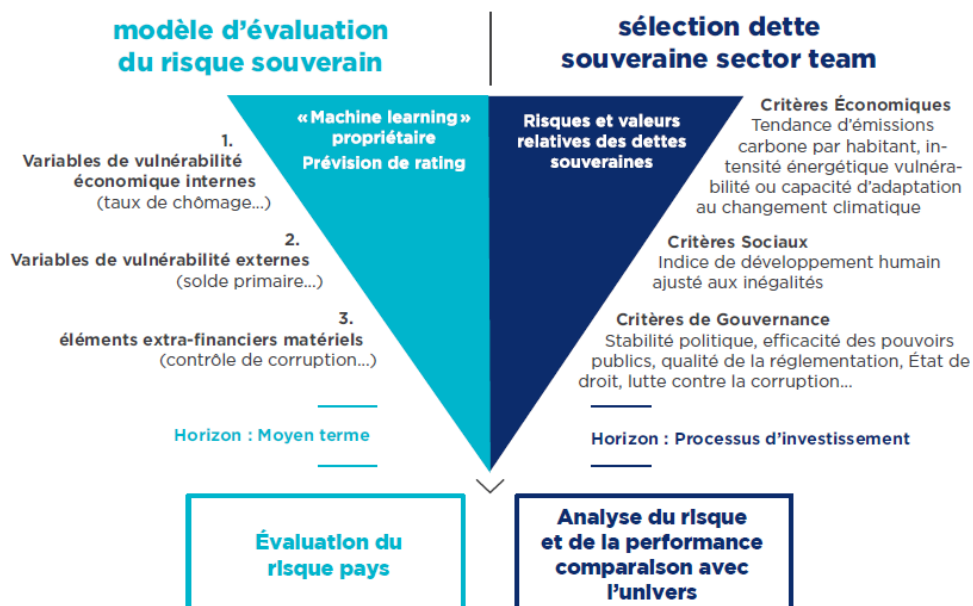 modèle d’évaluation
du risque souverain
sélection dette
souveraine sector team
«Machine learning»
propriétaire
Prévision de rating
Risques et valeurs
relatives des dettes
souveraines
1.
Variables de vulnérabilité
économique internes
(taux de chômage...)
2.
Variables de vulnérabilité externes
(solde primaire...)
3.
éléments extra-financiers matériels
(contrôle de corruption...)
Horizon : Moyen terme
Critères Économiques
Tendance d’émissions
carbone par habitant, in-
tensité énergétique vulnéra-
bilité ou capacité d’adaptation
au changement climatique
Critères Sociaux
Indice de développement humain
ajusté aux inégalités
Critères de Gouvernance
Stabilité politique, efficacité des pouvoirs
publics, qualité de la réglementation, État de
droit, lutte contre la corruption...
Horizon : Processus d’investissement
Évaluation du
risque pays
Analyse du risque
et de la performance
comparaison avec
l’univers